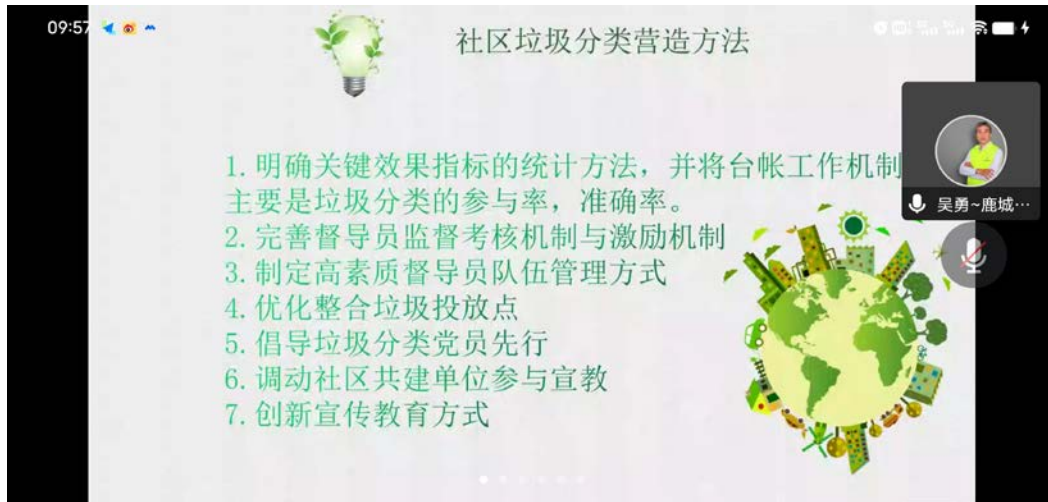 09:57
社区垃圾分类营造方法
1. 明确关键效果指标的统计方法，并将台帐工作机制
主要是垃圾分类的参与率，准确率。
2. 完善督导员监督考核机制与激励机制
3. 制定高素质督导员队伍管理方式
4. 优化整合垃圾投放点
5. 倡导垃圾分类党员先行
6. 调动社区共建单位参与宣教
7. 创新宣传教育方式
吴勇~鹿城…